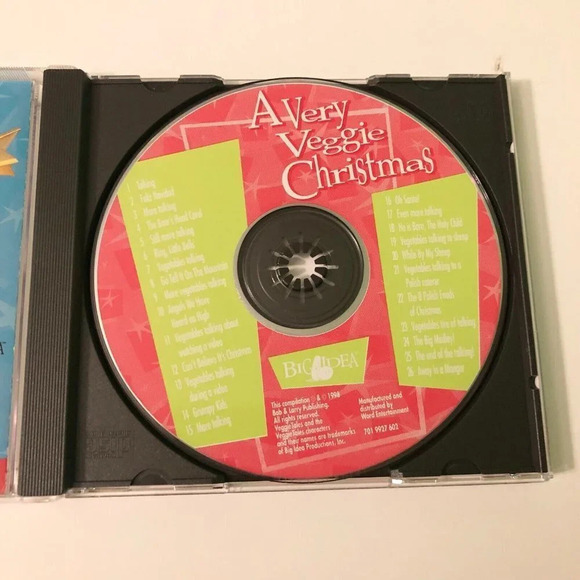 A Very
Veggie
Christmas
1 Talking
2 Feliz Navidad
3 More talking
4 The Boar's Head Carol
5 Still more talking
6 Ring, Little Bells
7 Vegetables talking
8 Go Tell It On The Mountain
9 More vegetables talking
10 Angels We Have
Heard on High
11 Vegetables talking about
watching a video
12 Can't Believe It's Christmas
13 Vegetables talking
during a video
14 Grumpy Kids
15 More talking
16 Oh Santa!
17 Even more talking
18 He is Born, The Holy Child
19 Vegetables talking to sheep
20 While By My Sheep
21 Vegetables talking to a
Polish caterer
22 The 8 Polish Foods
of Christmas
23 Vegetables tire of talking
24 The Big Medley!
25 The end of the talking!
26 Away in a Manger
BIG IDEA
This compilation ℗ & © 1998
Bob & Larry Publishing.
All rights reserved.
VeggieTales and the
VeggieTales characters
and their names are trademarks
of Big Idea Productions, Inc.
Manufactured and
distributed by
Word Entertainment
701 9927 602